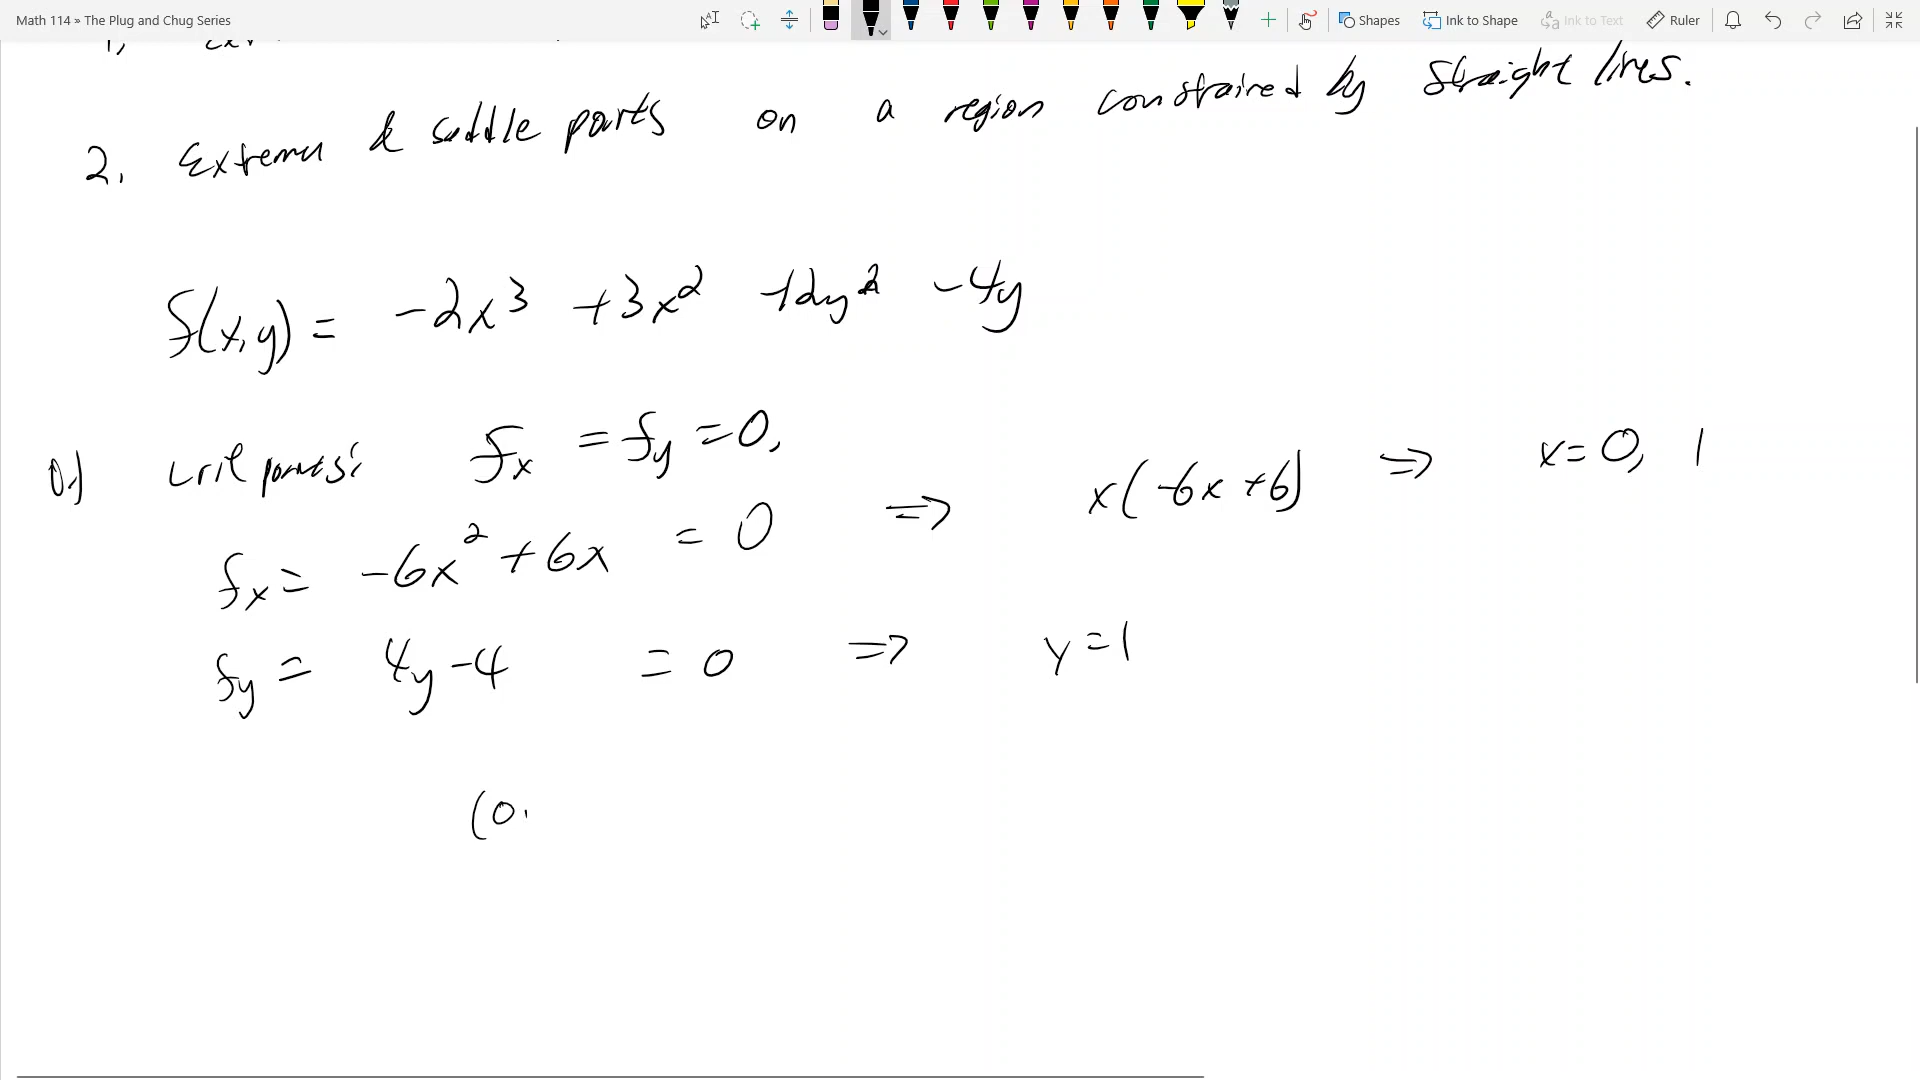 Math 114 » The Plug and Chug Series
Shapes Ink to Shape Ink to Text Ruler
1,
2. Extrema & saddle points on a region constrained by straight lines.
f(x,y) = -2x³ +3x² +2y² -4y
0.) crit points: fx = fy = 0,
fx = -6x² +6x = 0 => x(-6x+6) => x=0, 1
fy = 4y-4 = 0 => y=1
(0,